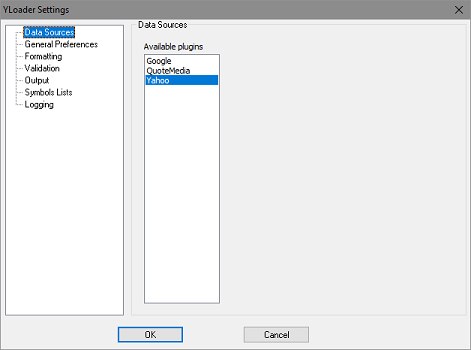 YLoader Settings
Data Sources
General Preferences
Formatting
Validation
Output
Symbols Lists
Logging
Data Sources
Available plugins
Google
QuoteMedia
Yahoo
OK
Cancel